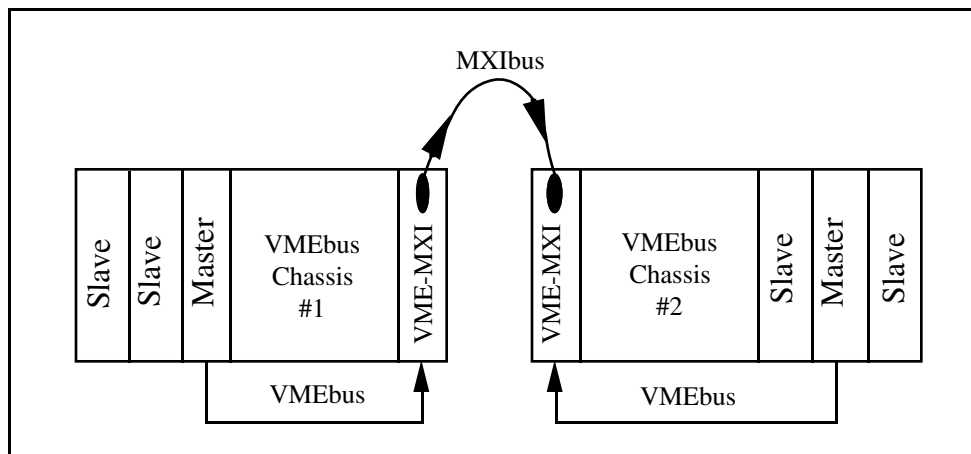 MXIbus
Slave
Slave
Master
VMEbus
Chassis
#1
VME-MXI
VME-MXI
VMEbus
Chassis
#2
Slave
Master
Slave
VMEbus
VMEbus